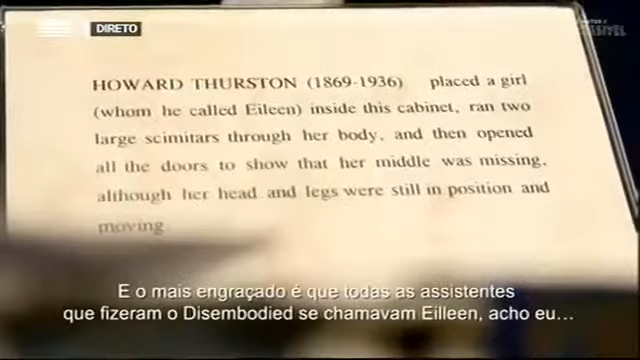 DIRETO
HOWARD THURSTON (1869-1936) placed a girl
(whom he called Eileen) inside this cabinet, ran two
large scimitars through her body, and then opened
all the doors to show that her middle was missing,
although her head and legs were still in position and
moving
E o mais engraçado é que todas as assistentes
que fizeram o Disembodied se chamavam Eilleen, acho eu...